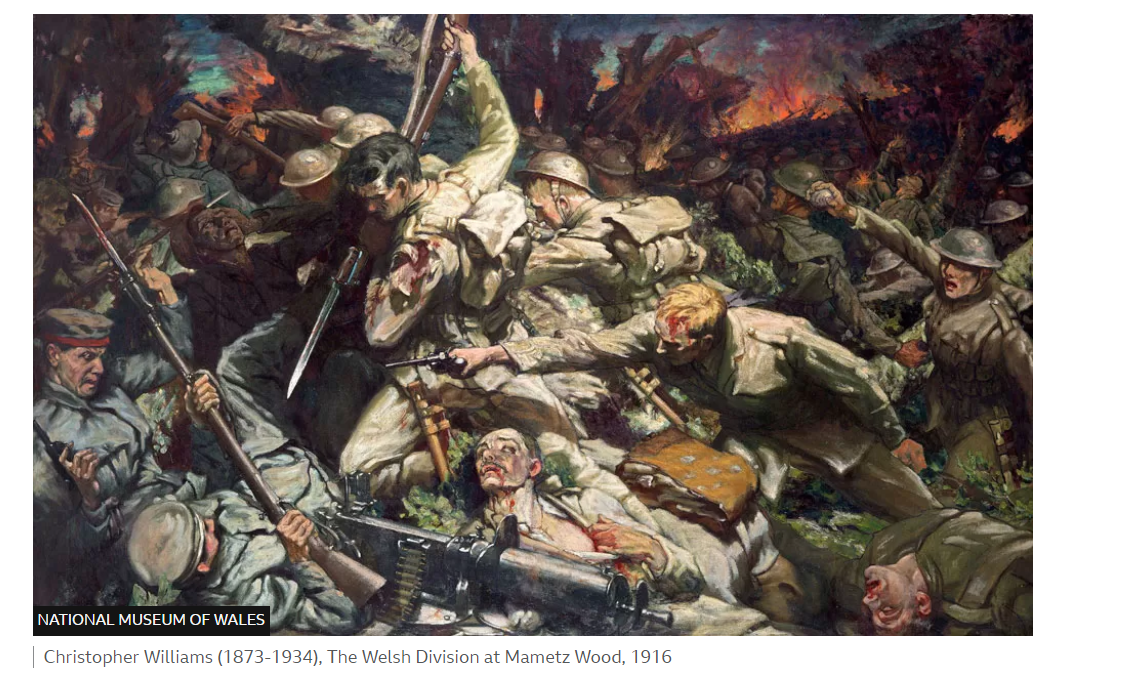 NATIONAL MUSEUM OF WALES
Christopher Williams (1873-1934), The Welsh Division at Mametz Wood, 1916